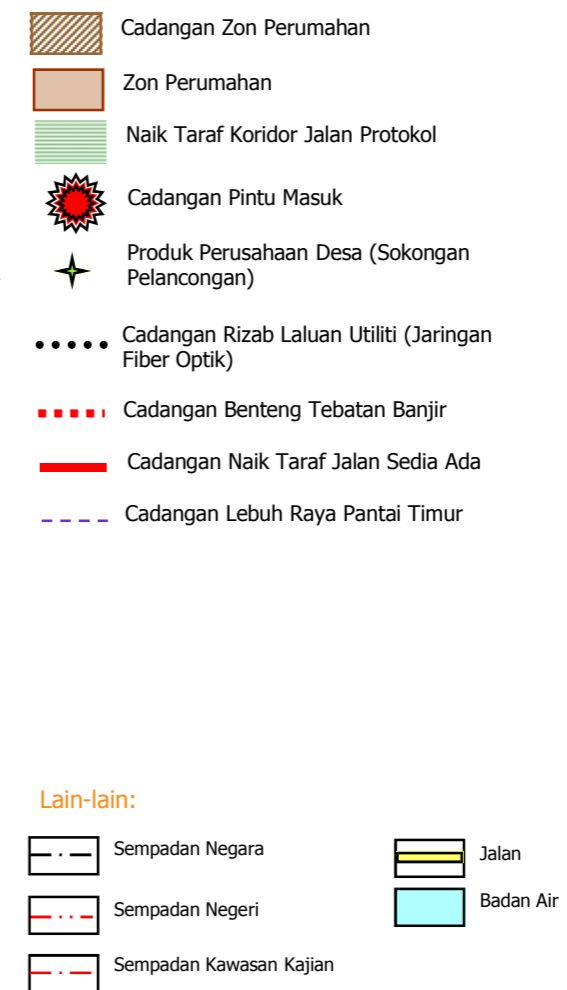 Cadangan Zon Perumahan
Zon Perumahan
Naik Taraf Koridor Jalan Protokol
Cadangan Pintu Masuk
Produk Perusahaan Desa (Sokongan
Pelancongan)
Cadangan Rizab Laluan Utiliti (Jaringan
Fiber Optik)
Cadangan Benteng Tebatan Banjir
Cadangan Naik Taraf Jalan Sedia Ada
Cadangan Lebuh Raya Pantai Timur
Lain-lain:
Sempadan Negara
Sempadan Negeri
Sempadan Kawasan Kajian
Jalan
Badan Air